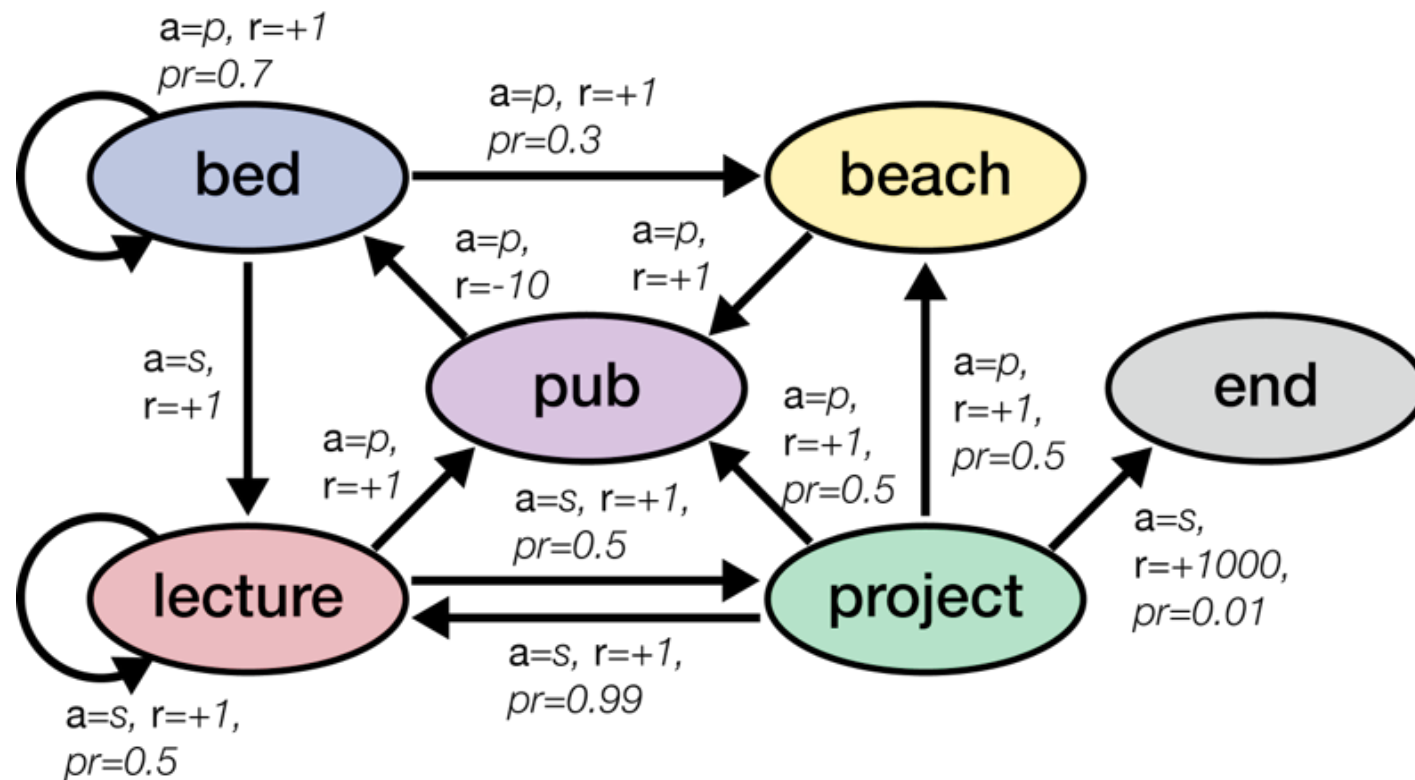 a=p, r=+1
pr=0.7
a=p, r=+1
pr=0.3
bed
beach
a=p,
r=-10
a=p,
r=+1
a=s,
r=+1
pub
end
a=p,
r=+1
a=p,
r=+1,
pr=0.5
a=p,
r=+1,
pr=0.5
a=s, r=+1,
pr=0.5
lecture
project
a=s,
r=+1000,
pr=0.01
a=s, r=+1,
pr=0.99
a=s, r=+1,
pr=0.5